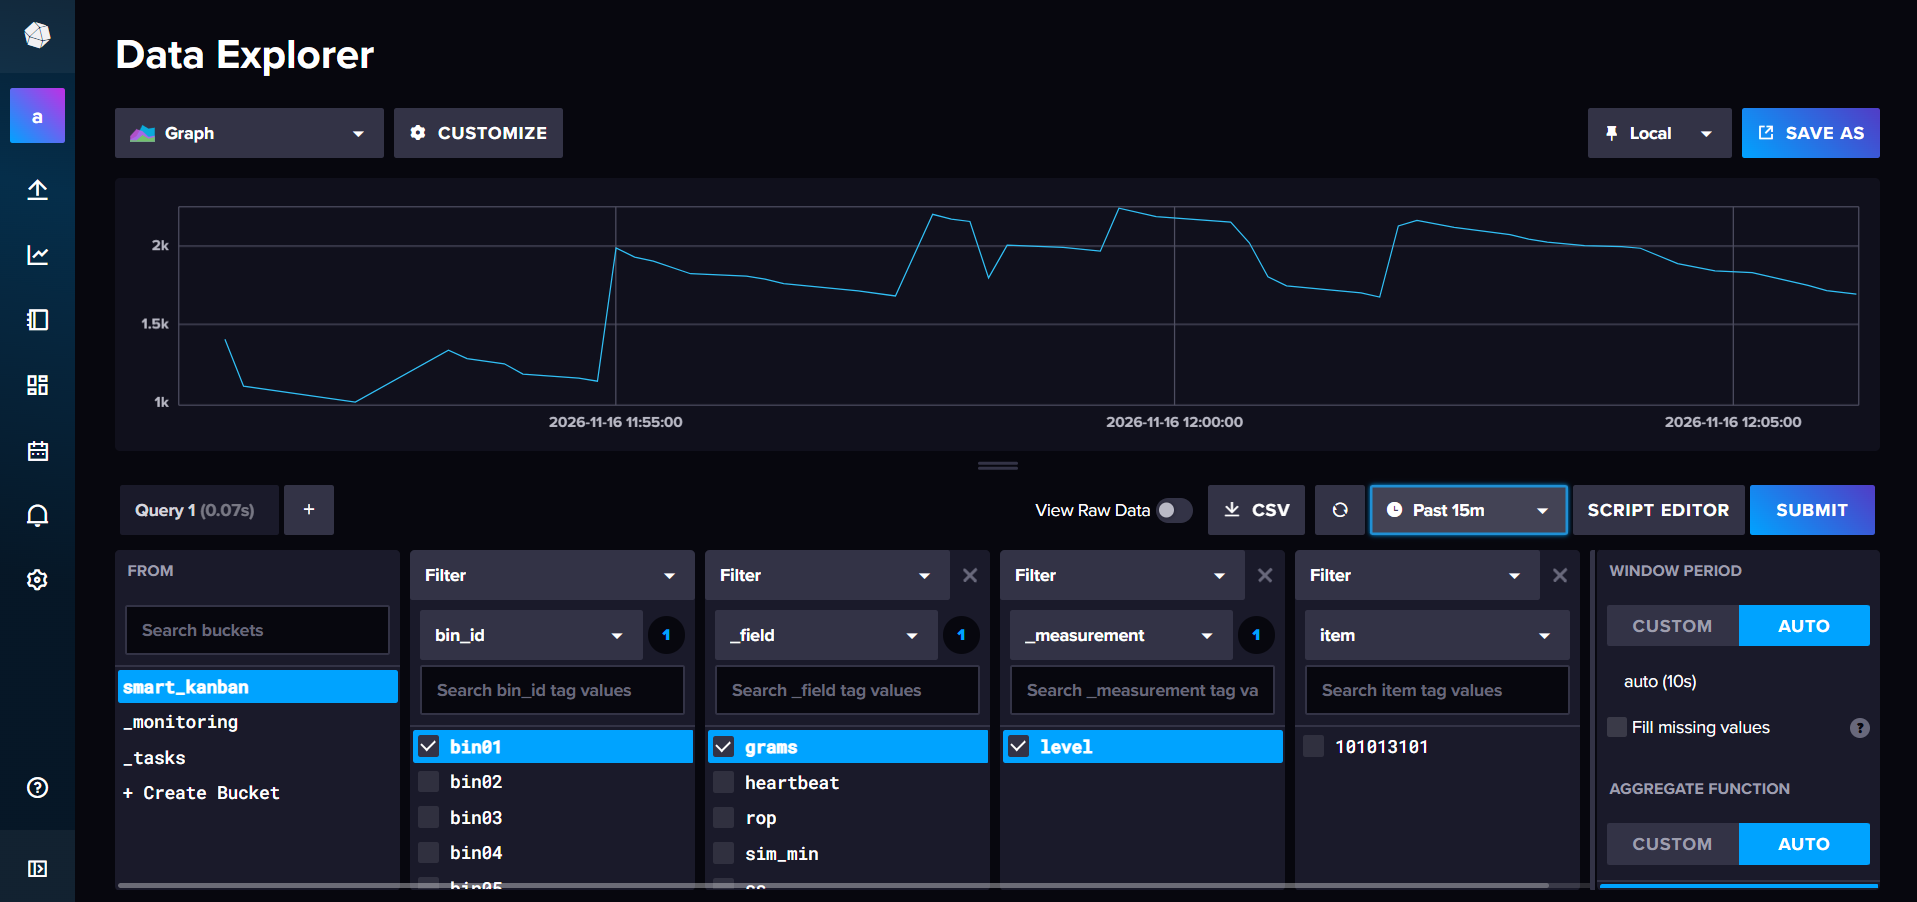 Data Explorer
a
Graph
CUSTOMIZE
Local
SAVE AS
2k
1.5k
1k
2026-11-16 11:55:00
2026-11-16 12:00:00
2026-11-16 12:05:00
Query 1 (0.07s)
+
View Raw Data
CSV
Past 15m
SCRIPT EDITOR
SUBMIT
FROM
Search buckets
smart_kanban
_monitoring
_tasks
+ Create Bucket
Filter
bin_id
1
Search bin_id tag values
bin01
bin02
bin03
bin04
bin05
Filter
_field
1
Search _field tag values
grams
heartbeat
rop
sim_min
Filter
_measurement
1
Search _measurement tag va
level
Filter
item
Search item tag values
101013101
WINDOW PERIOD
CUSTOM
AUTO
auto (10s)
Fill missing values
?
AGGREGATE FUNCTION
CUSTOM
AUTO